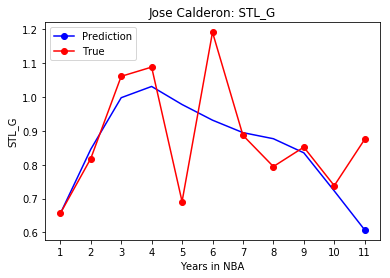 Jose Calderon: STL_G
Prediction
True
1.2
1.1
1.0
0.9
0.8
0.7
0.6
STL_G
1 2 3 4 5 6 7 8 9 10 11
Years in NBA